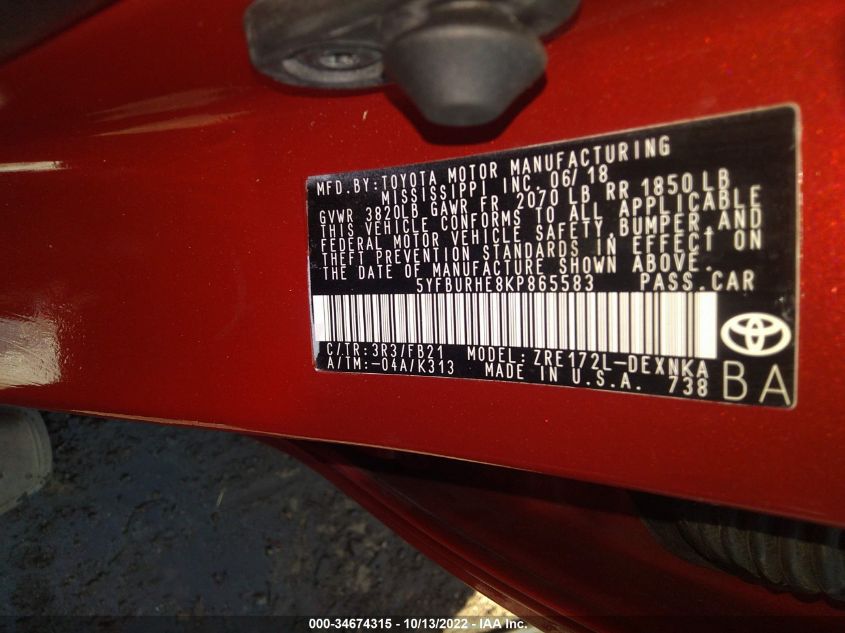 MFD.BY:TOYOTA MOTOR MANUFACTURING
MISSISSIPPI INC. 06/18
GVWR 3820LB GAWR FR 2070 LB RR 1850LB
THIS VEHICLE CONFORMS TO ALL APPLICABLE
FEDERAL MOTOR VEHICLE SAFETY,BUMPER,AND
THEFT PREVENTION STANDARDS IN EFFECT ON
THE DATE OF MANUFACTURE SHOWN ABOVE.
5YFBURHE8KP865583 PASS.CAR
C/TR:3R3/FB21 MODEL:ZRE172L-DEXNKA
A/TM:-04A/K313 MADE IN U.S.A. 738
BA
000-34674315 - 10/13/2022 - IAA Inc.